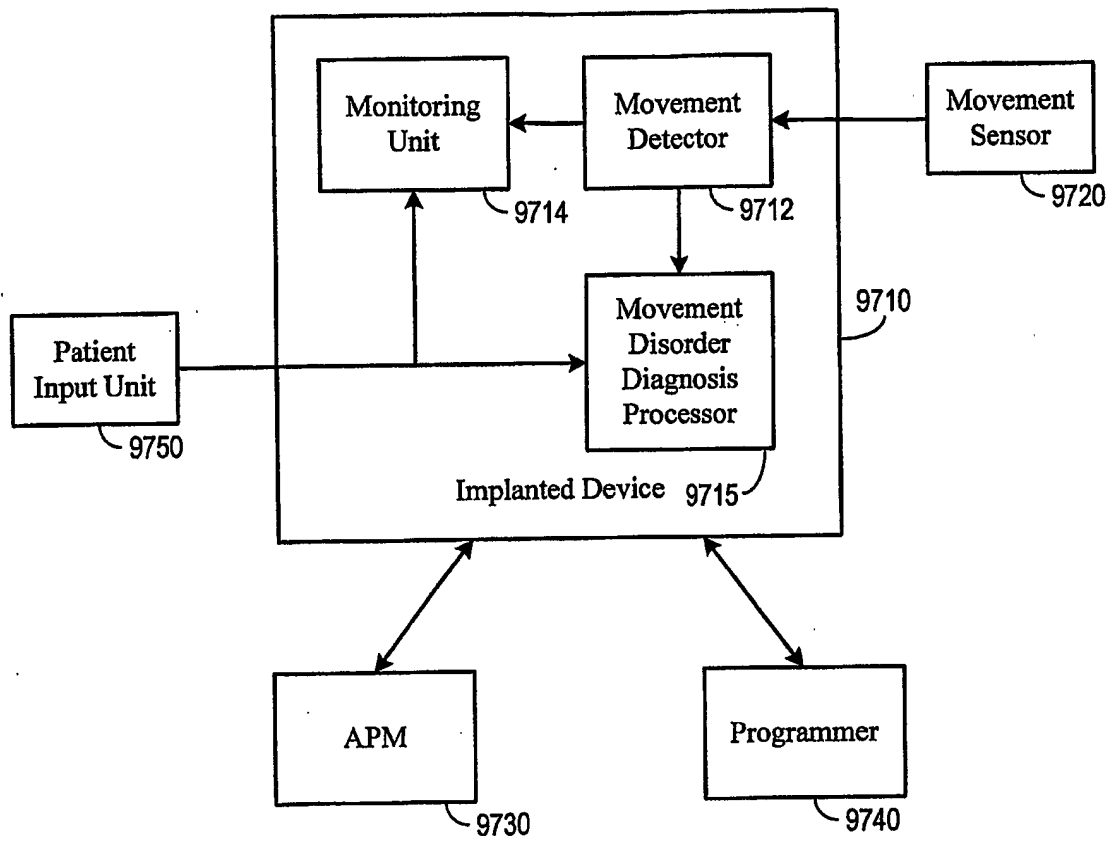 Monitoring
Unit
9714
Movement
Detector
9712
Movement
Sensor
9720
Patient
Input Unit
9750
Movement
Disorder
Diagnosis
Processor
9715
9710
Implanted Device
APM
9730
Programmer
9740